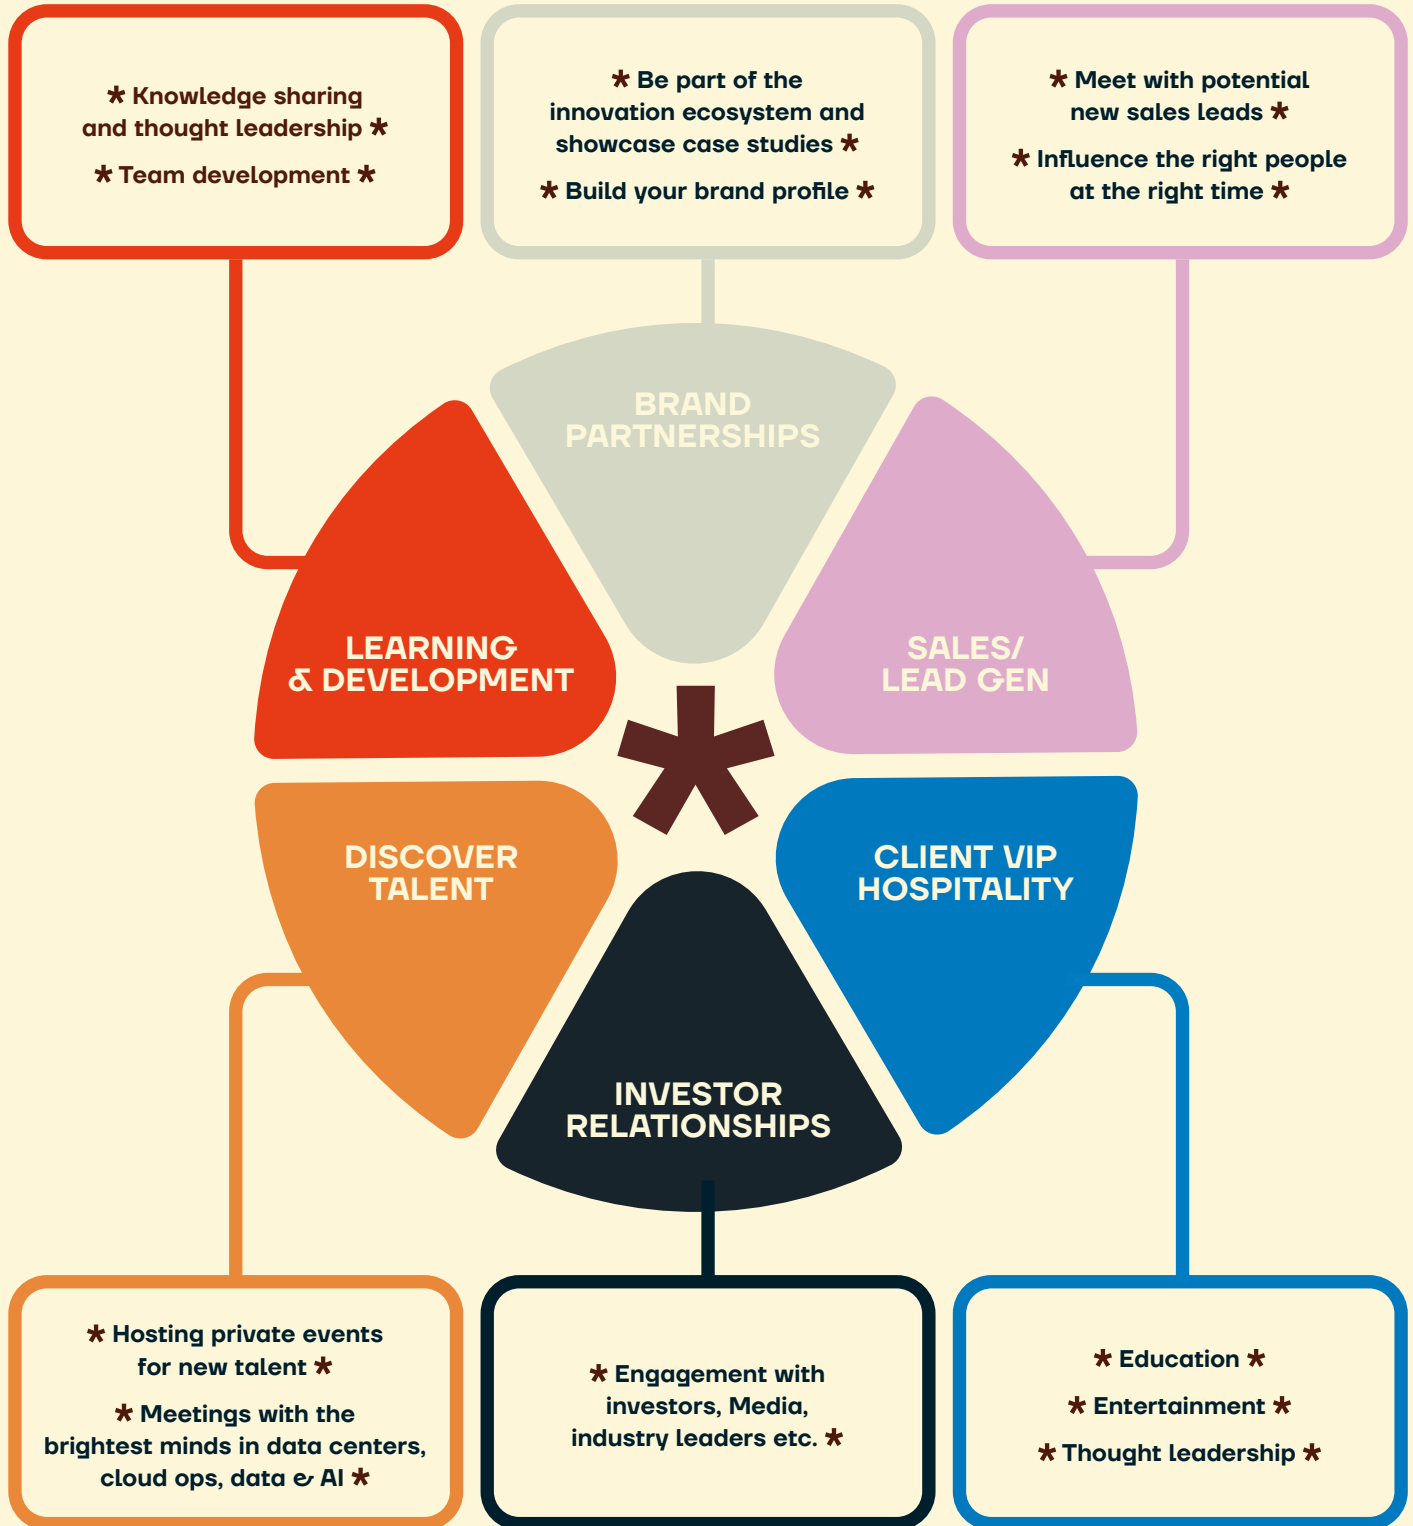 * Knowledge sharing
and thought leadership *
* Team development *
* Be part of the
innovation ecosystem and
showcase case studies *
* Build your brand profile *
* Meet with potential
new sales leads *
* Influence the right people
at the right time *
BRAND
PARTNERSHIPS
LEARNING
& DEVELOPMENT
SALES/
LEAD GEN
*
DISCOVER
TALENT
CLIENT VIP
HOSPITALITY
INVESTOR
RELATIONSHIPS
* Hosting private events
for new talent *
* Meetings with the
brightest minds in data centers,
cloud ops, data & AI *
* Engagement with
investors, Media,
industry leaders etc. *
* Education *
* Entertainment *
* Thought leadership *